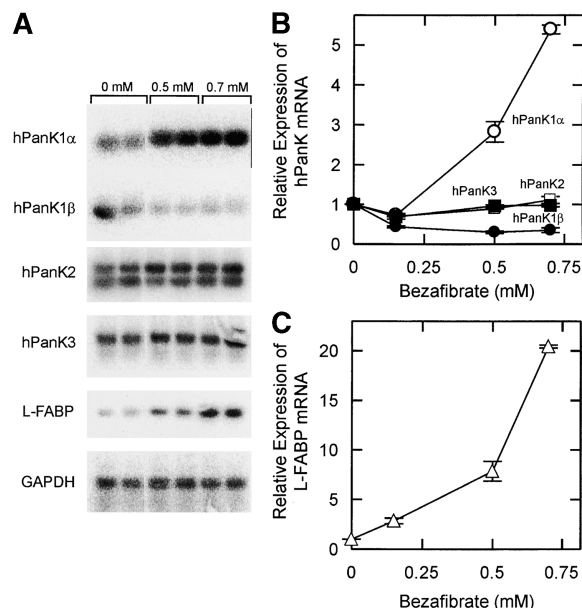 A
0 mM 0.5 mM 0.7 mM
hPanK1α
hPanK1β
hPanK2
hPanK3
L-FABP
GAPDH
B
Relative Expression of
hPanK mRNA
5
4
3
2
1
0
hPanK1α
hPanK3
hPanK2
hPanK1β
0 0.25 0.5 0.75
Bezafibrate (mM)
C
Relative Expression of
L-FABP mRNA
20
15
10
5
0
0 0.25 0.5 0.75
Bezafibrate (mM)